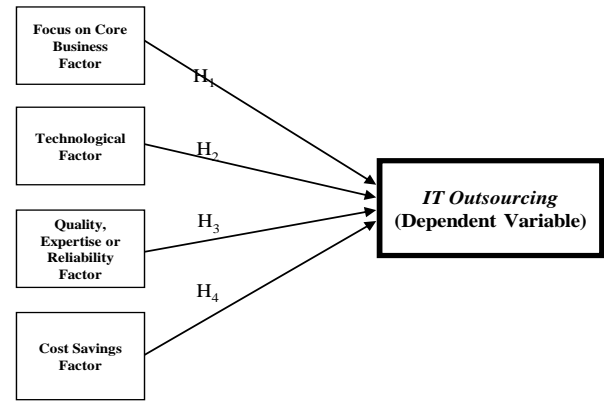 Focus on Core
Business
Factor
H₁
Technological
Factor
H₂
IT Outsourcing
(Dependent Variable)
Quality,
Expertise or
Reliability
Factor
H₃
H₄
Cost Savings
Factor